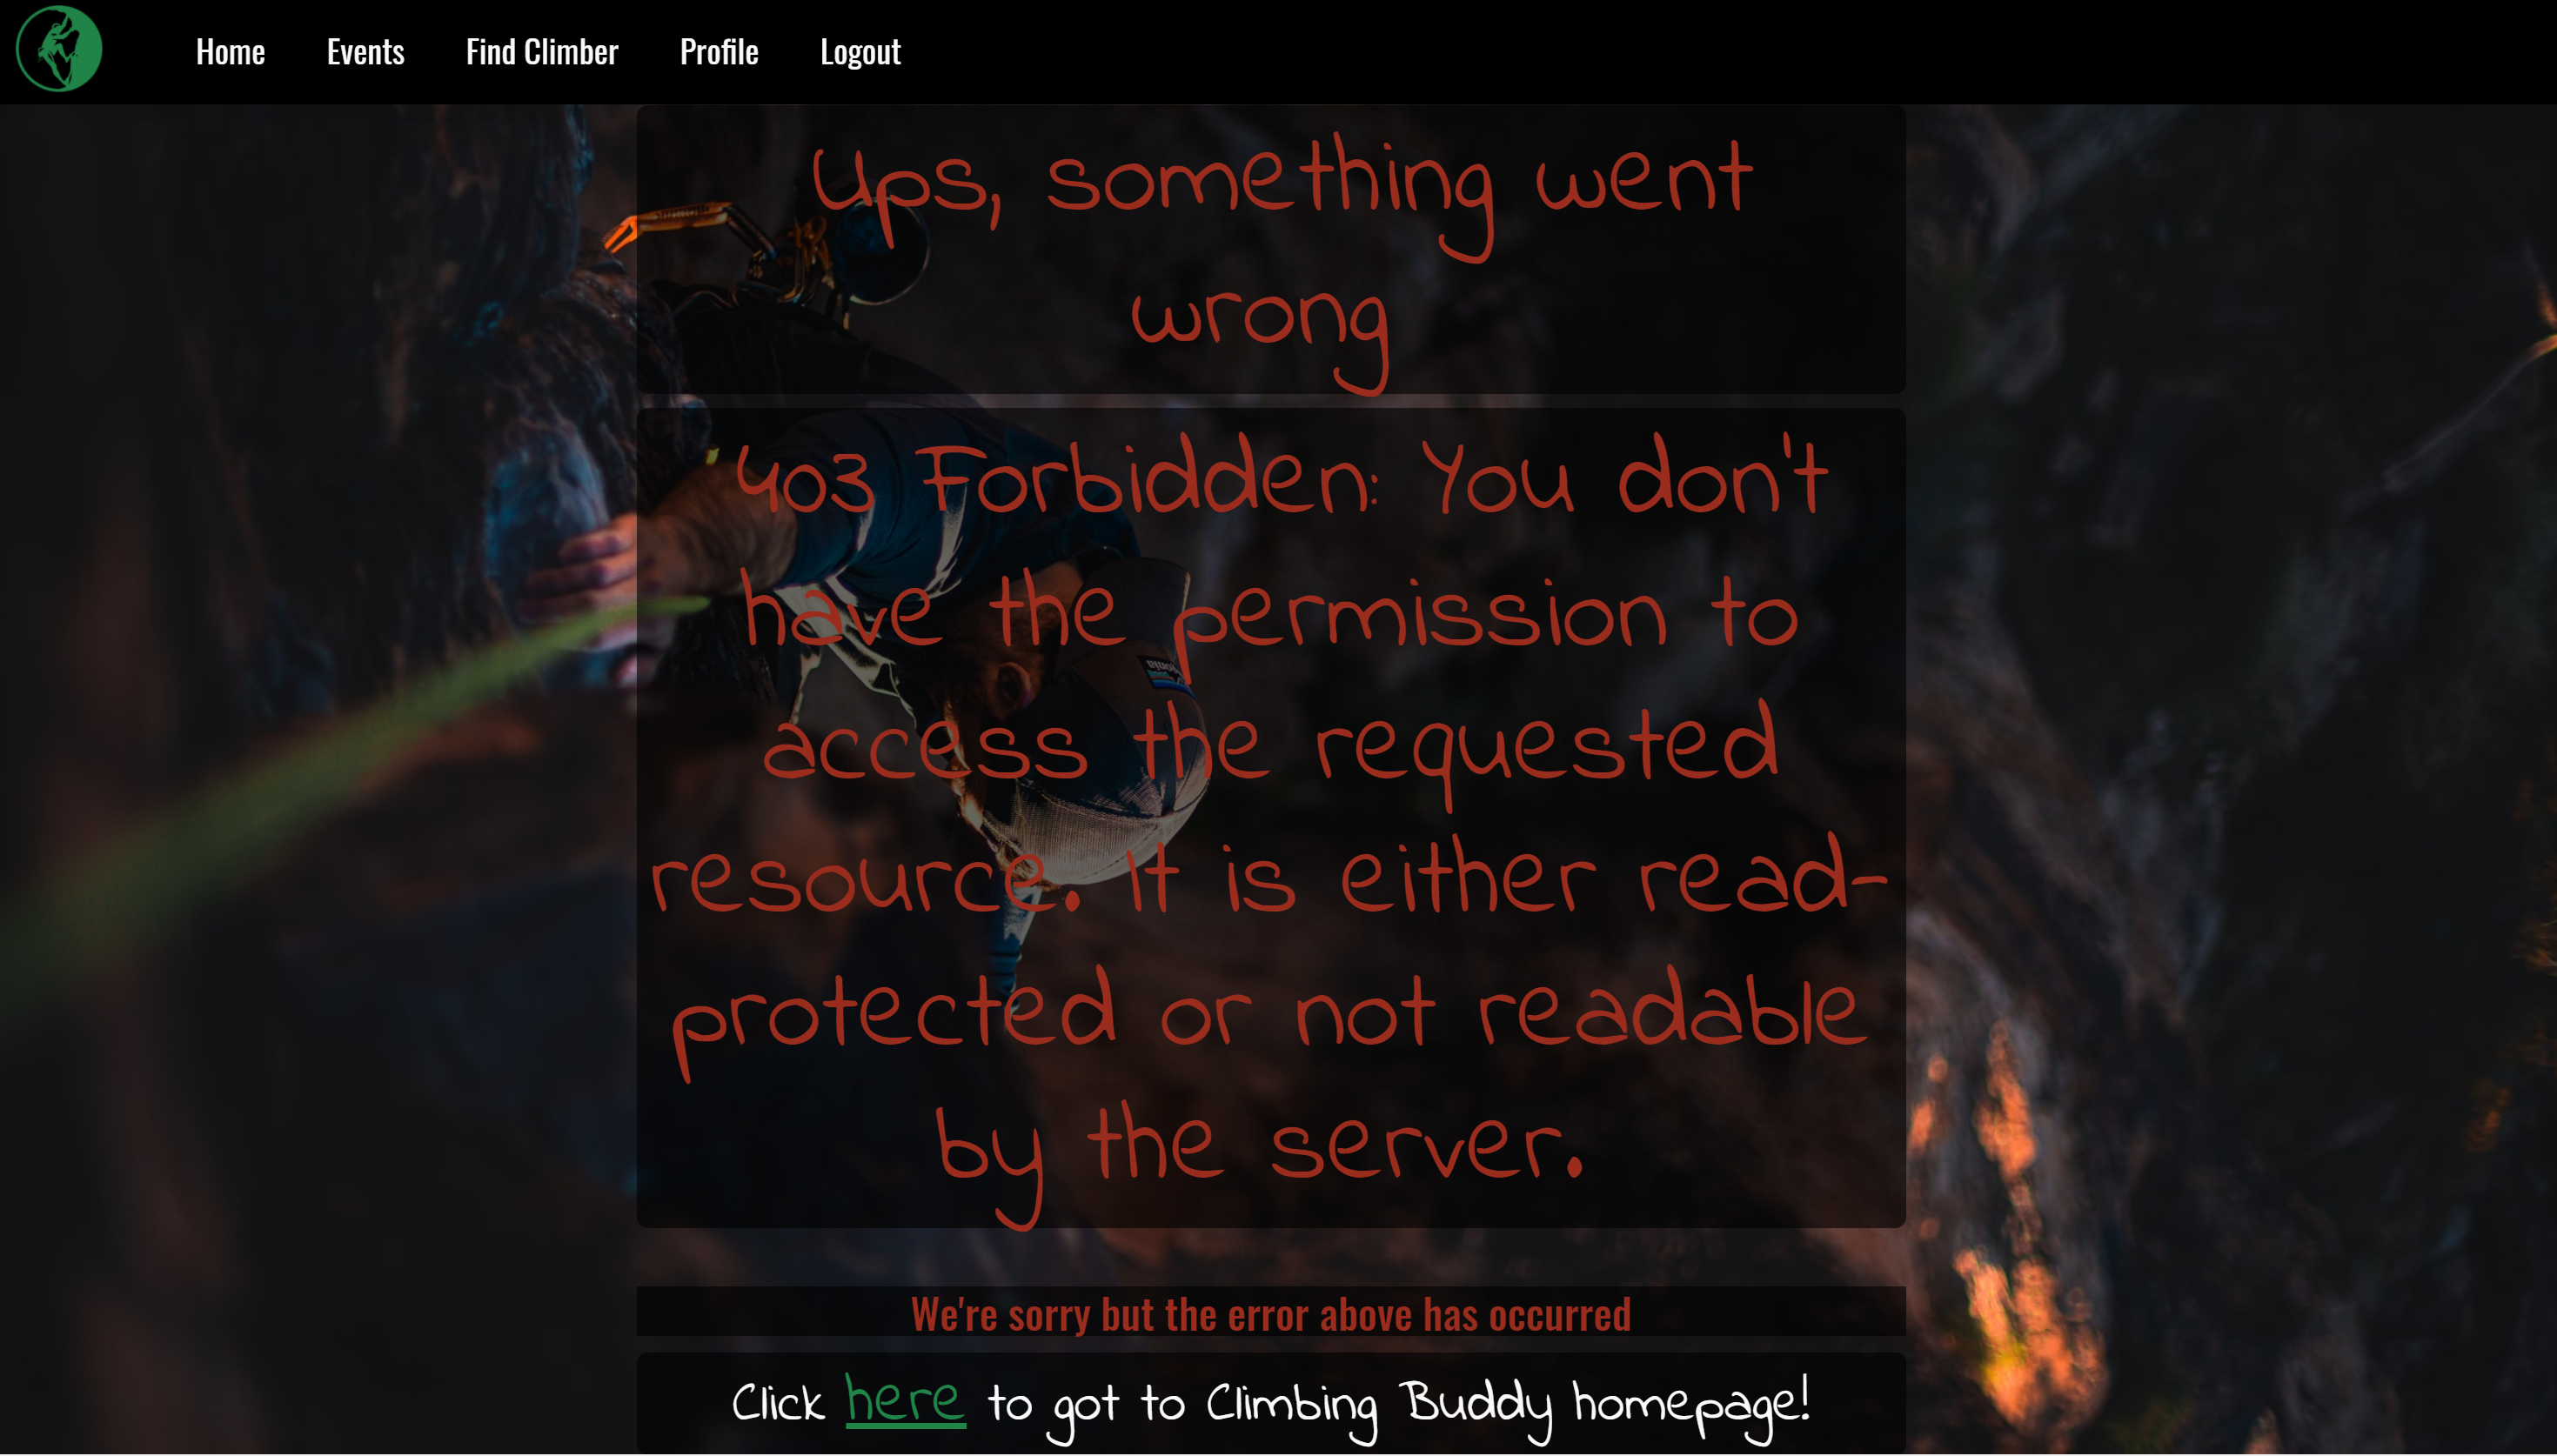 Home Events Find Climber Profile Logout
Ups, something went
wrong
403 Forbidden: You don't
have the permission to
access the requested
resource. It is either read-
protected or not readable
by the server.
We're sorry but the error above has occurred
Click here to got to Climbing Buddy homepage!